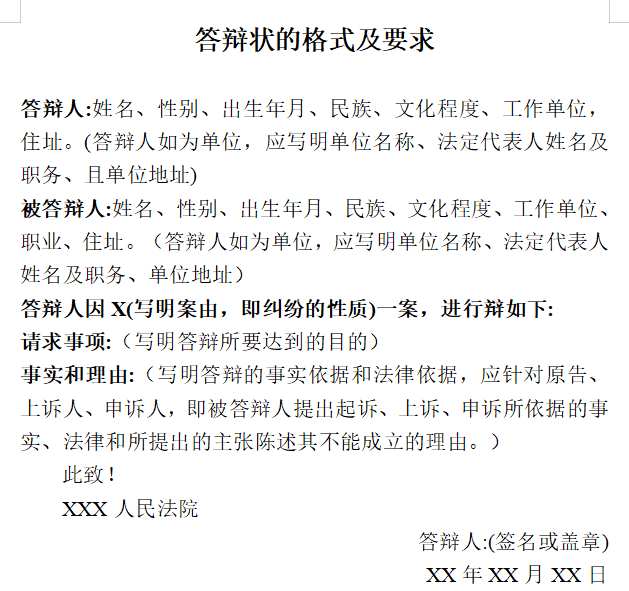 答辩状的格式及要求
答辩人:姓名、性别、出生年月、民族、文化程度、工作单位，
住址。(答辩人如为单位，应写明单位名称、法定代表人姓名及
职务、且单位地址)
被答辩人:姓名、性别、出生年月、民族、文化程度、工作单位、
职业、住址。（答辩人如为单位，应写明单位名称、法定代表人
姓名及职务、单位地址）
答辩人因 X(写明案由，即纠纷的性质)一案，进行辩如下:
请求事项:（写明答辩所要达到的目的）
事实和理由:（写明答辩的事实依据和法律依据，应针对原告、
上诉人、申诉人，即被答辩人提出起诉、上诉、申诉所依据的事
实、法律和所提出的主张陈述其不能成立的理由。）
此致！
XXX 人民法院
答辩人:(签名或盖章)
XX 年 XX 月 XX 日